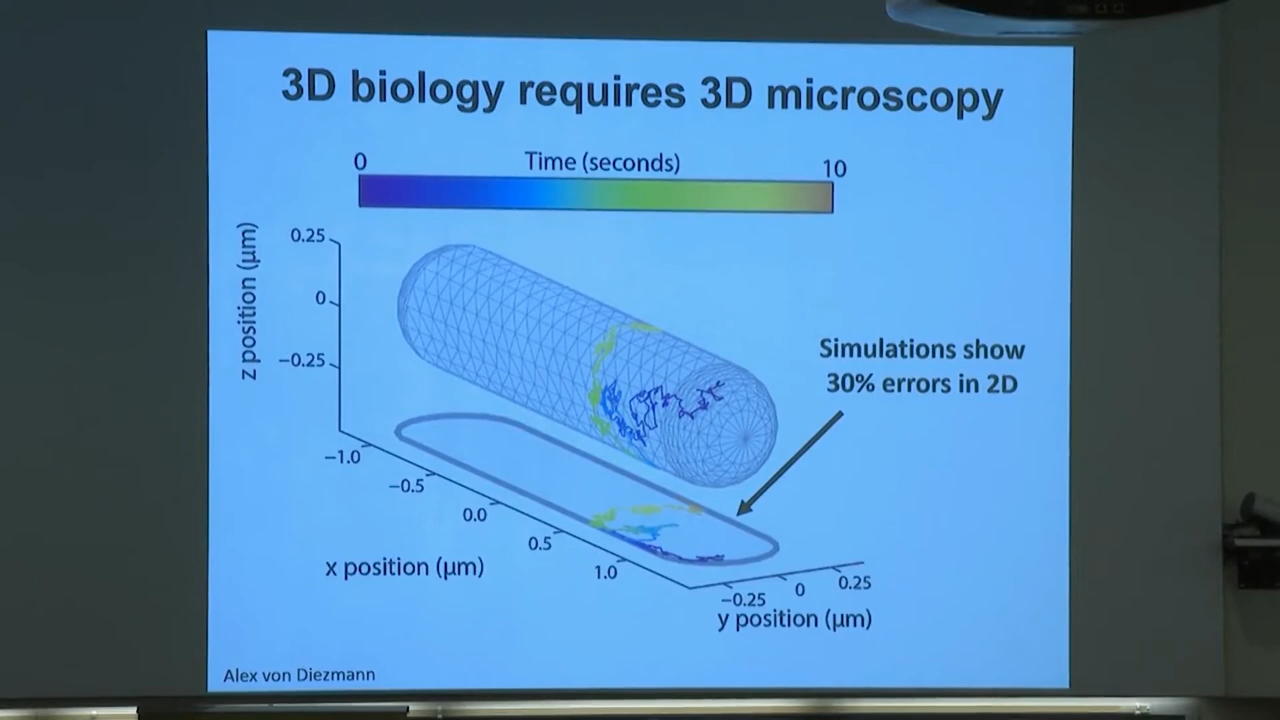 3D biology requires 3D microscopy
0 Time (seconds) 10
z position (µm)
0.25
0
−0.25
Simulations show
30% errors in 2D
−1.0
−0.5
0.0
0.5
1.0
x position (µm)
−0.25
0
0.25
y position (µm)
Alex von Diezmann